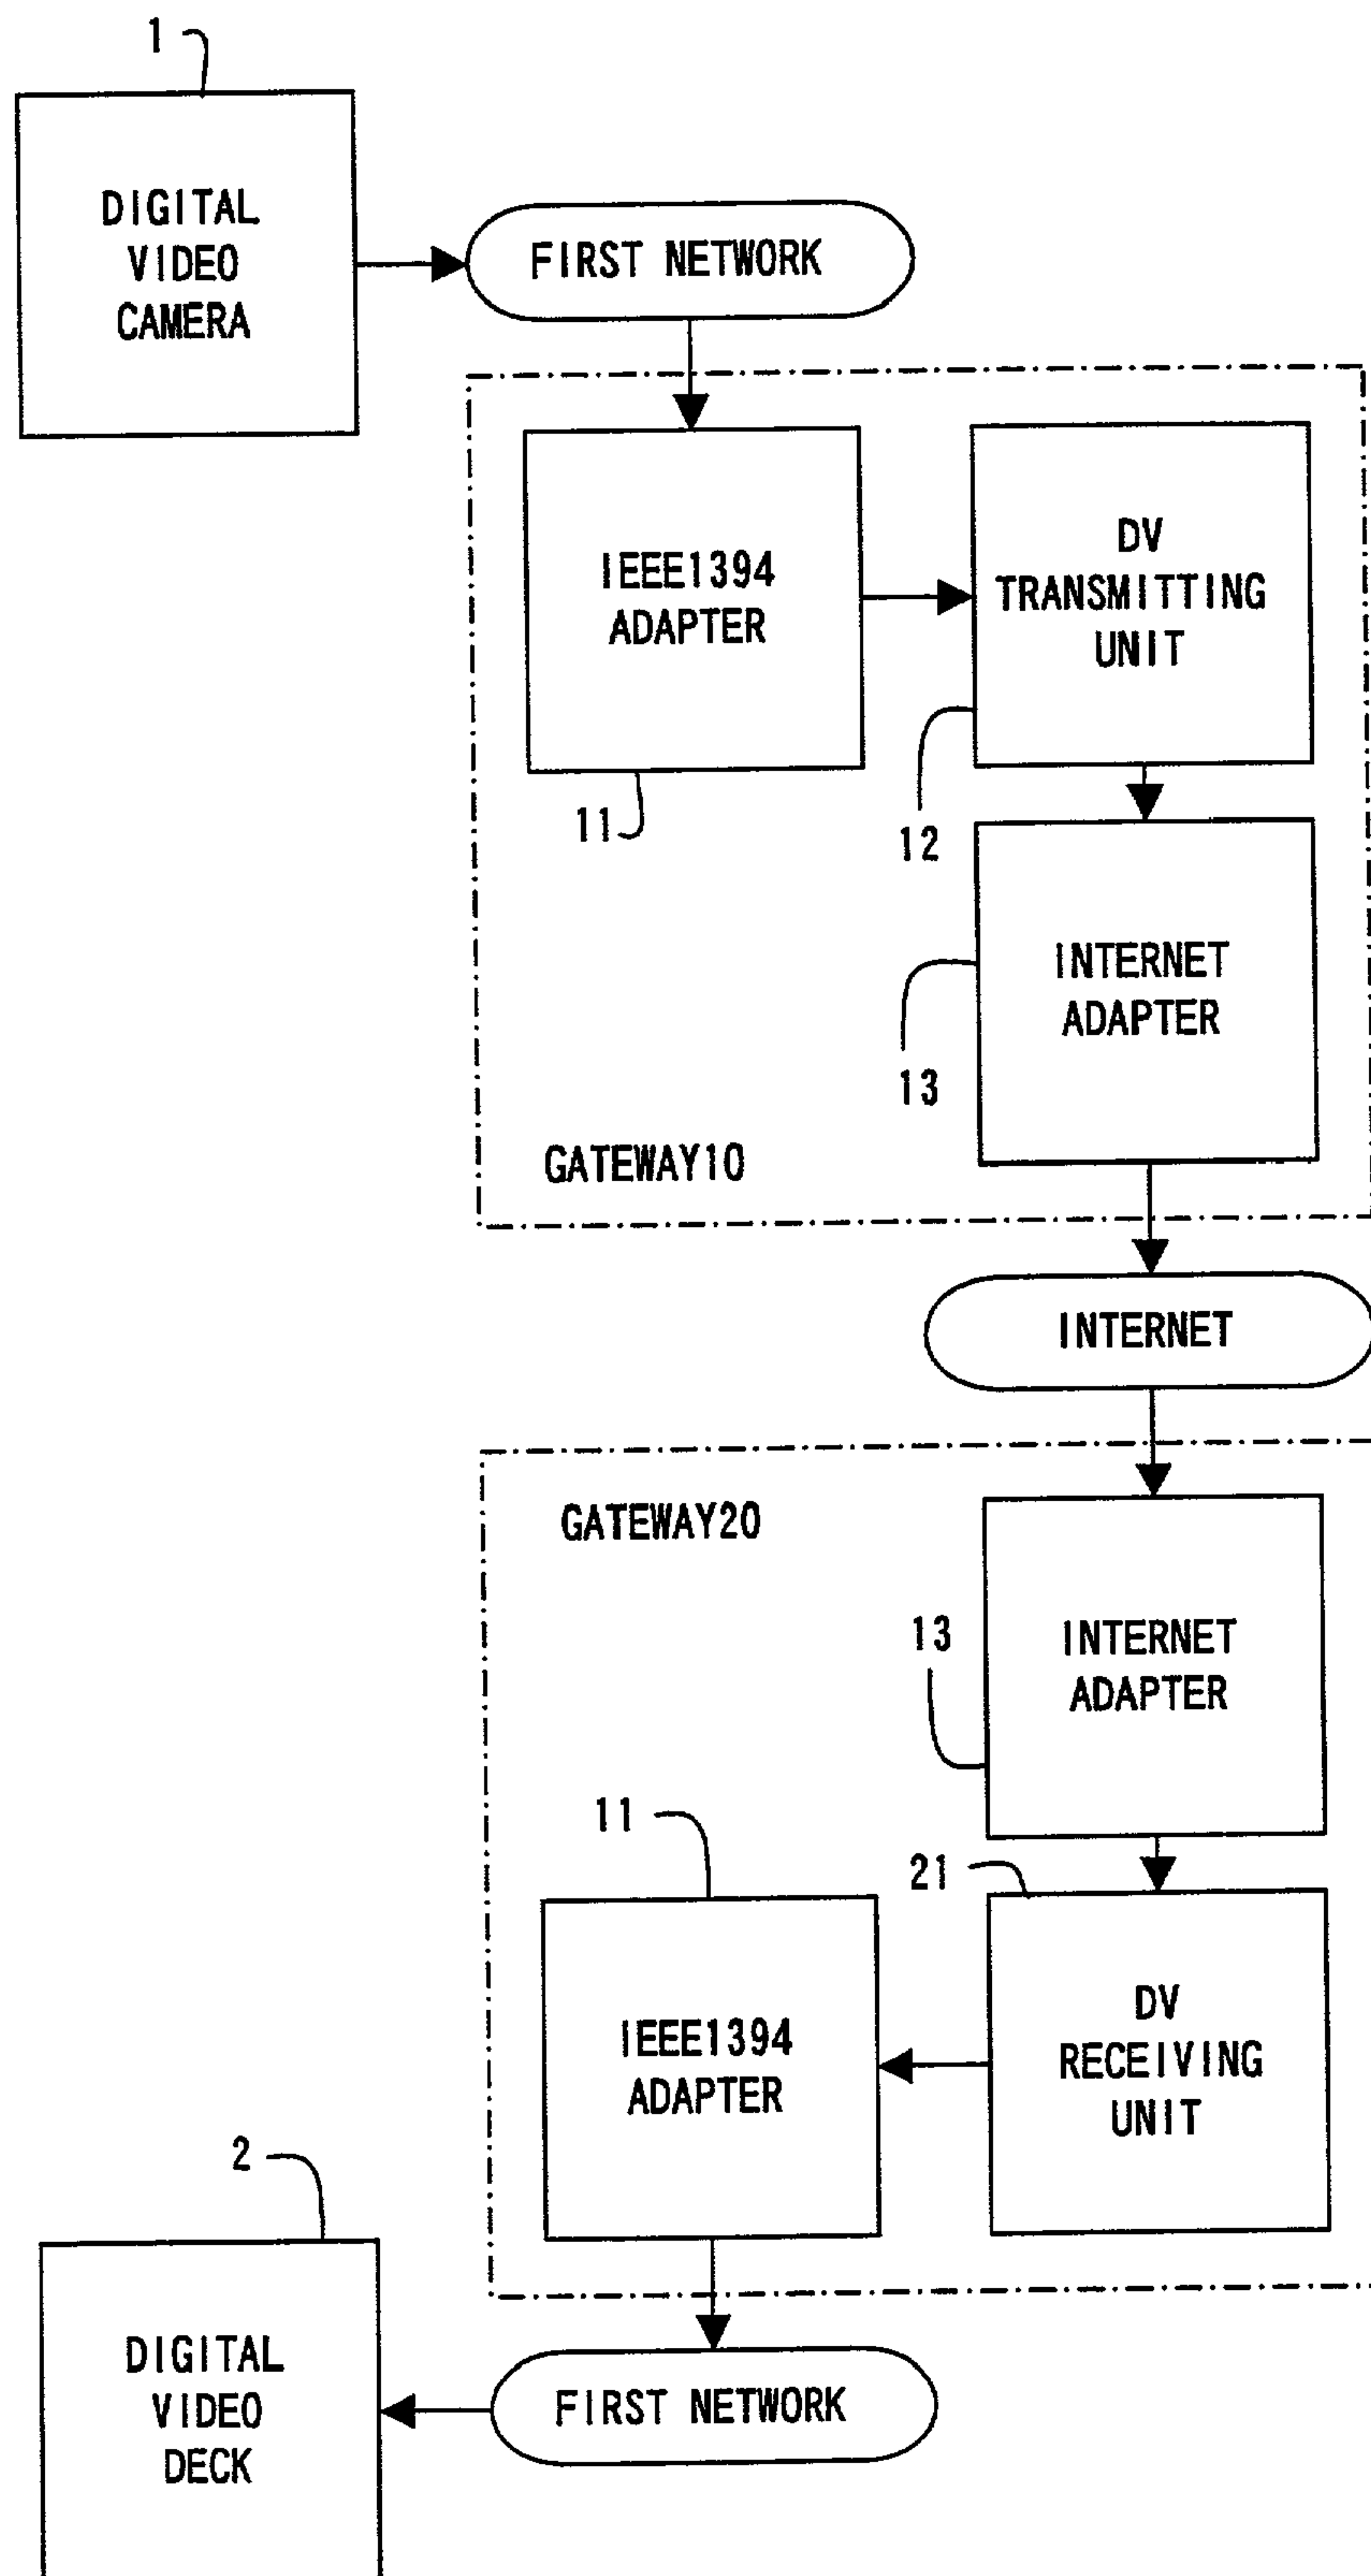 1
DIGITAL
VIDEO
CAMERA
FIRST NETWORK
IEEE1394
ADAPTER
11
DV
TRANSMITTING
UNIT
12
INTERNET
ADAPTER
13
GATEWAY10
INTERNET
GATEWAY20
13
INTERNET
ADAPTER
11
21
IEEE1394
ADAPTER
DV
RECEIVING
UNIT
2
DIGITAL
VIDEO
DECK
FIRST NETWORK